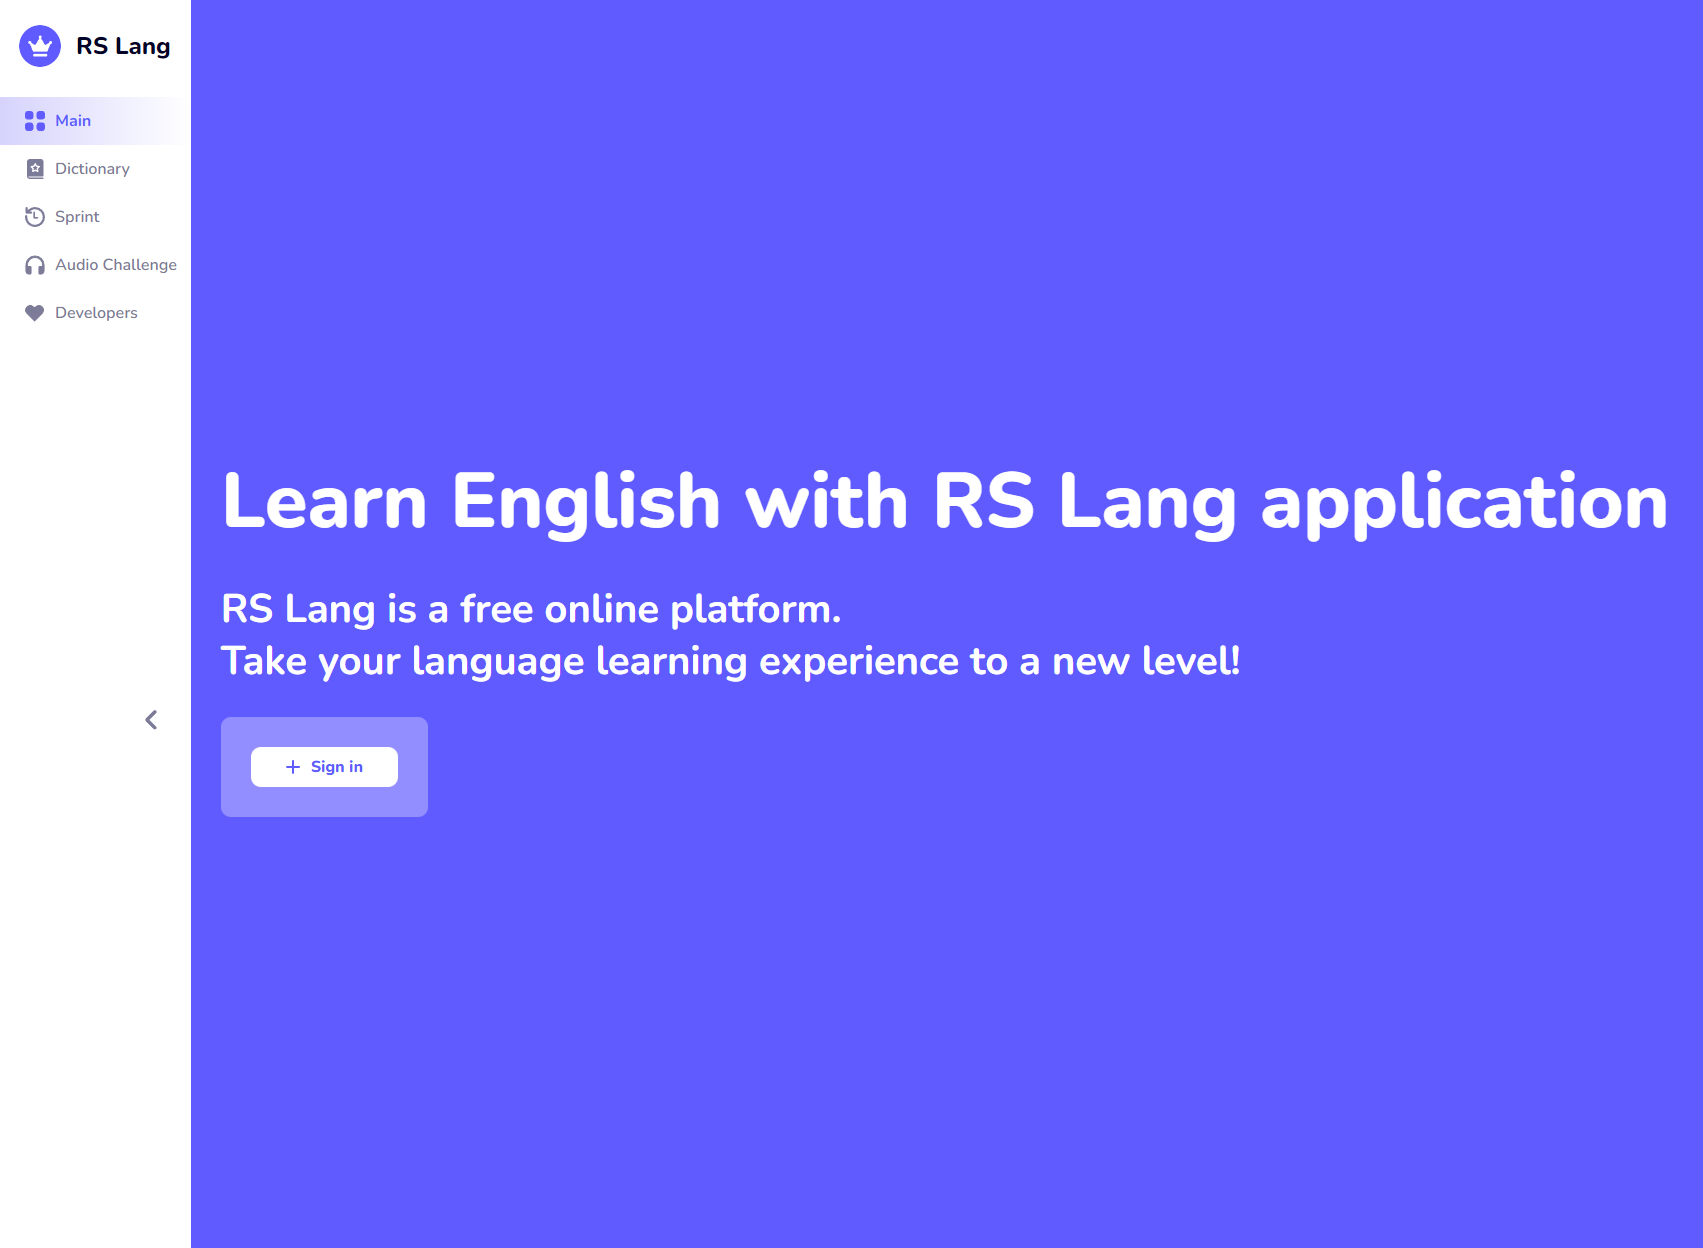 RS Lang
Main
Dictionary
Sprint
Audio Challenge
Developers
Learn English with RS Lang application
RS Lang is a free online platform.
Take your language learning experience to a new level!
Sign in